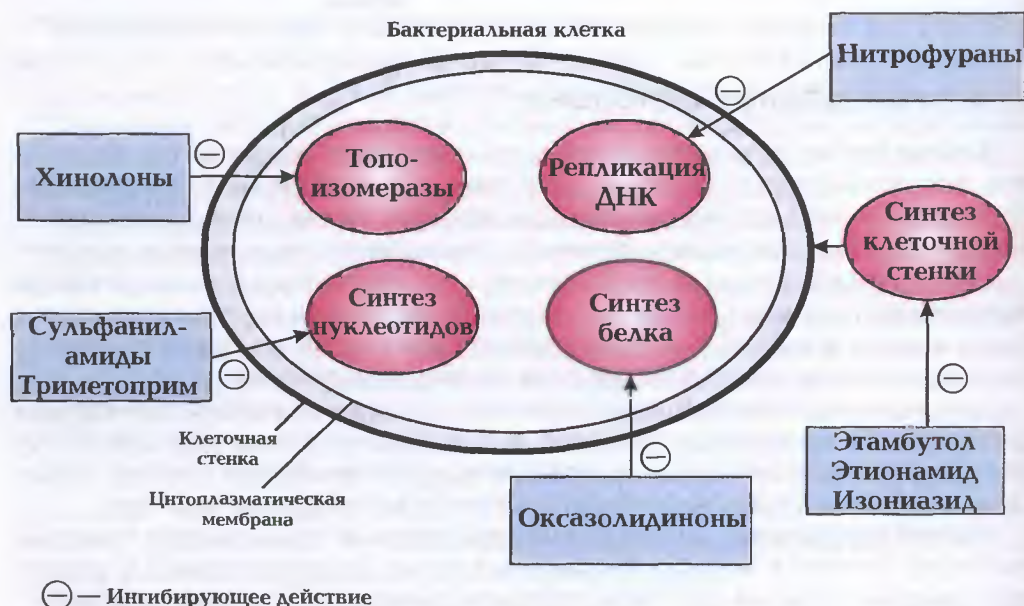 Бактериальная клетка
Нитрофураны
Хинолоны
Топо-
изомеразы
Репликация
ДНК
Синтез
клеточной
стенки
Сульфанил-
амиды
Триметоприм
Синтез
нуклеотидов
Синтез
белка
Клеточная
стенка
Цнтоплазматическая
мембрана
Оксазолидиноны
Этамбутол
Этионамид
Изониазид
— Ингибирующее действие